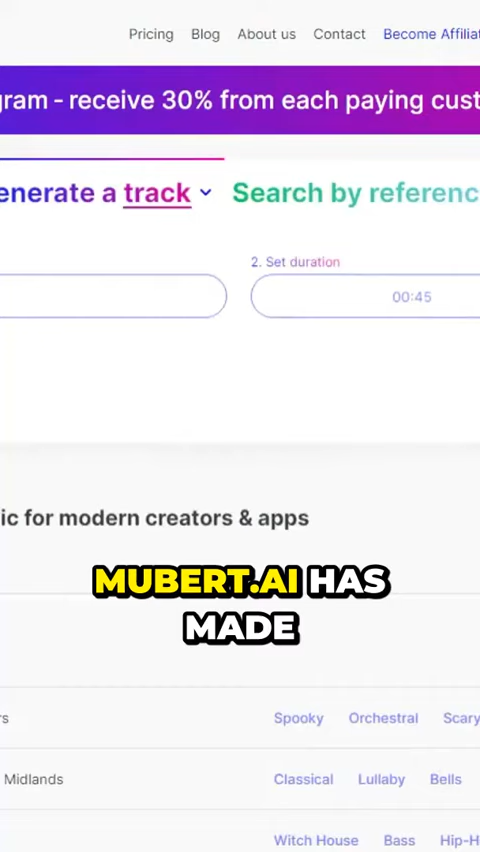 Pricing Blog About us Contact Become Affilia
gram - receive 30% from each paying cust
enerate a track Search by referenc
2. Set duration
00:45
ic for modern creators & apps
MUBERT.AI HAS
MADE
rs Spooky Orchestral Scary
Midlands Classical Lullaby Bells
Witch House Bass Hip-H